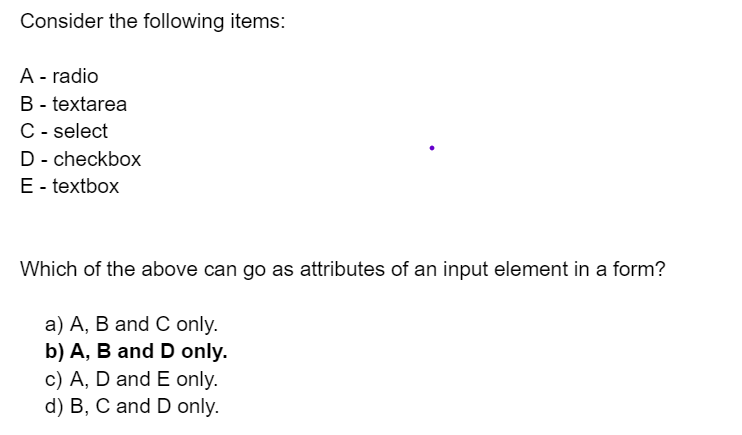 Consider the following items:
A - radio
B - textarea
C - select
D - checkbox
E - textbox
Which of the above can go as attributes of an input element in a form?
a) A, B and C only.
b) A, B and D only.
c) A, D and E only.
d) B, C and D only.